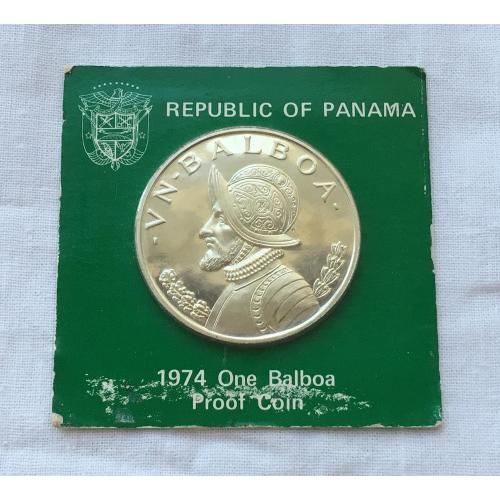 REPUBLIC OF PANAMA
·VN·BALBOA·
1974 One Balboa
Proof Coin